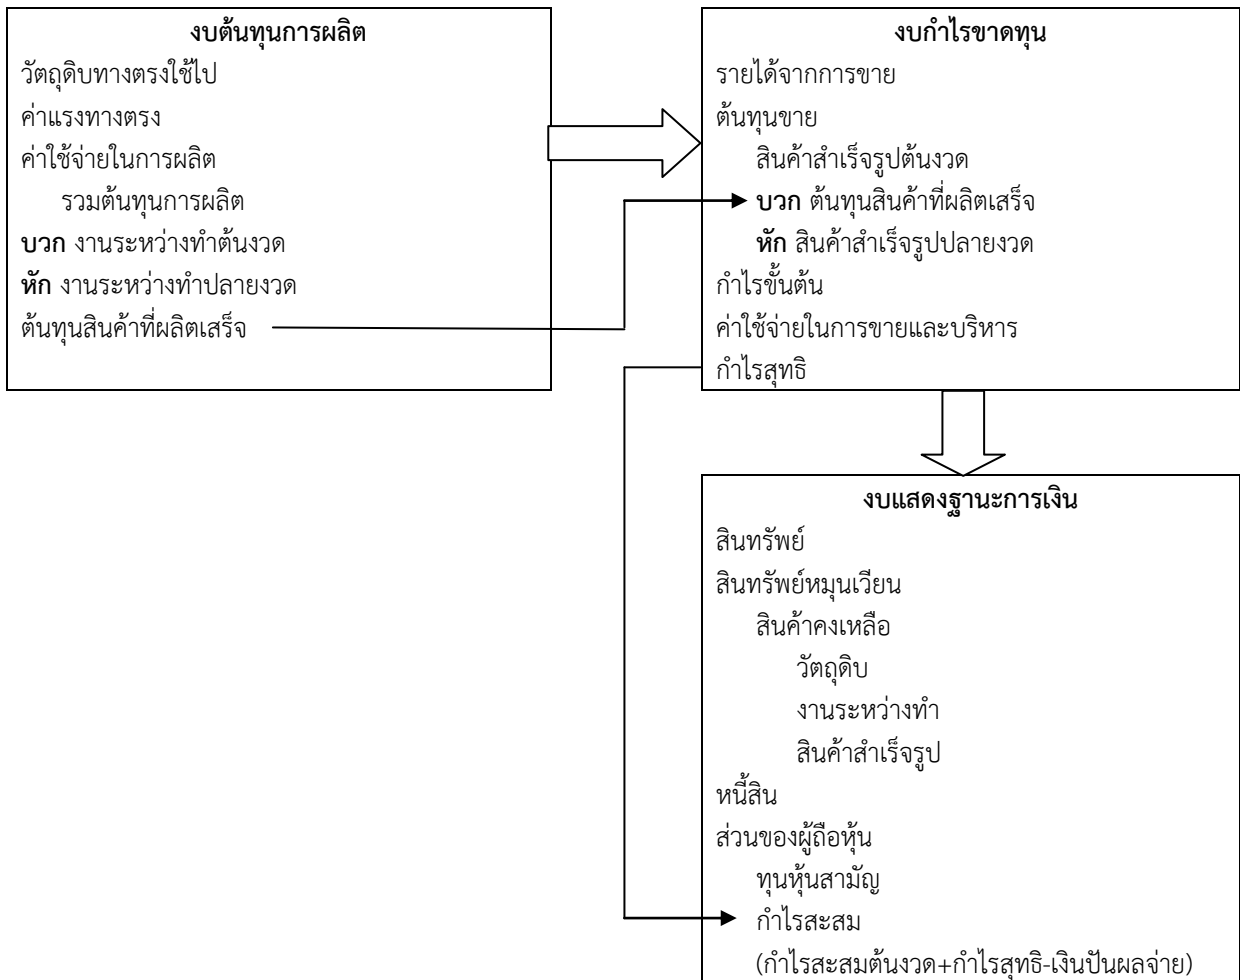 งบต้นทุนการผลิต
วัตถุดิบทางตรงใช้ไป
ค่าแรงทางตรง
ค่าใช้จ่ายในการผลิต
รวมต้นทุนการผลิต
บวก งานระหว่างทำต้นงวด
หัก งานระหว่างทำปลายงวด
ต้นทุนสินค้าที่ผลิตเสร็จ
งบกำไรขาดทุน
รายได้จากการขาย
ต้นทุนขาย
สินค้าสำเร็จรูปต้นงวด
บวก ต้นทุนสินค้าที่ผลิตเสร็จ
หัก สินค้าสำเร็จรูปปลายงวด
กำไรขั้นต้น
ค่าใช้จ่ายในการขายและบริหาร
กำไรสุทธิ
งบแสดงฐานะการเงิน
สินทรัพย์
สินทรัพย์หมุนเวียน
สินค้าคงเหลือ
วัตถุดิบ
งานระหว่างทำ
สินค้าสำเร็จรูป
หนี้สิน
ส่วนของผู้ถือหุ้น
ทุนหุ้นสามัญ
กำไรสะสม
(กำไรสะสมต้นงวด+กำไรสุทธิ-เงินปันผลจ่าย)